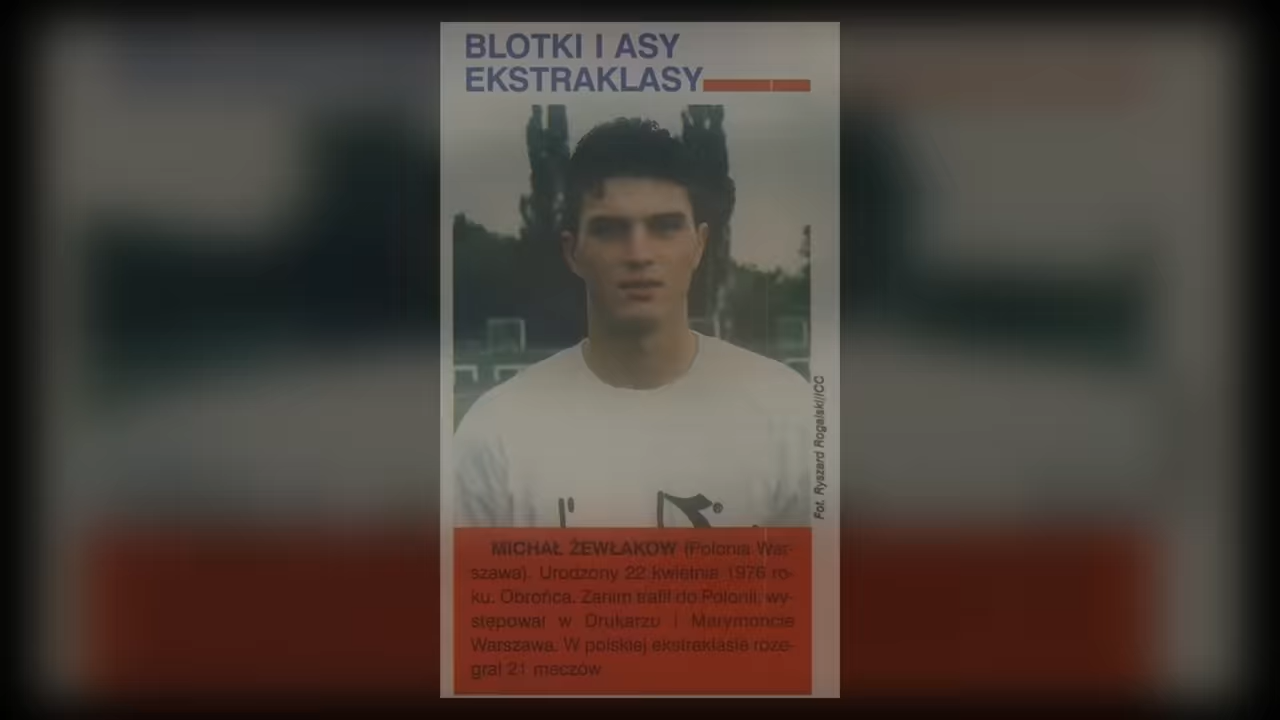 BLOTKI I ASY
EKSTRAKLASY
Fot. Ryszard Rogalski/ICC
MICHAŁ ŻEWŁAKOW (Polonia War-
szawa). Urodzony 22 kwietnia 1976 ro-
ku. Obrońca. Zanim trafił do Polonii, wy-
stępował w Drukarzu i Marymoncie
Warszawa. W polskiej ekstraklasie roze-
grał 21 meczów